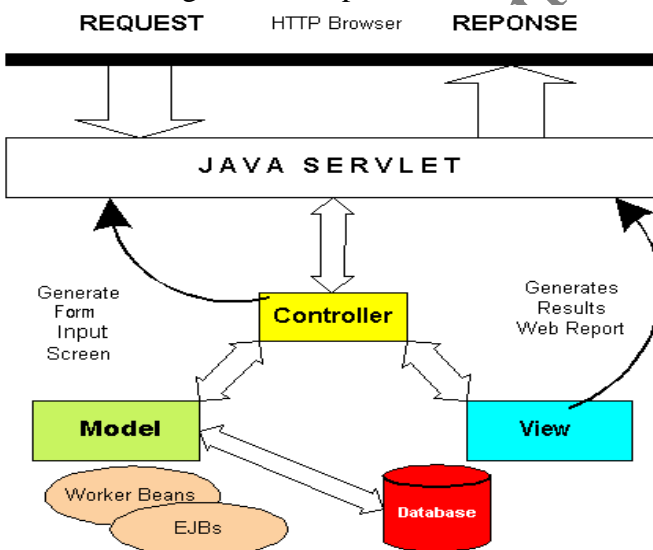 REQUEST HTTP Browser REPONSE
JAVA SERVLET
Generate
Form
Input
Screen
Controller
Generates
Results
Web Report
Model
View
Worker Beans
EJBs
Database